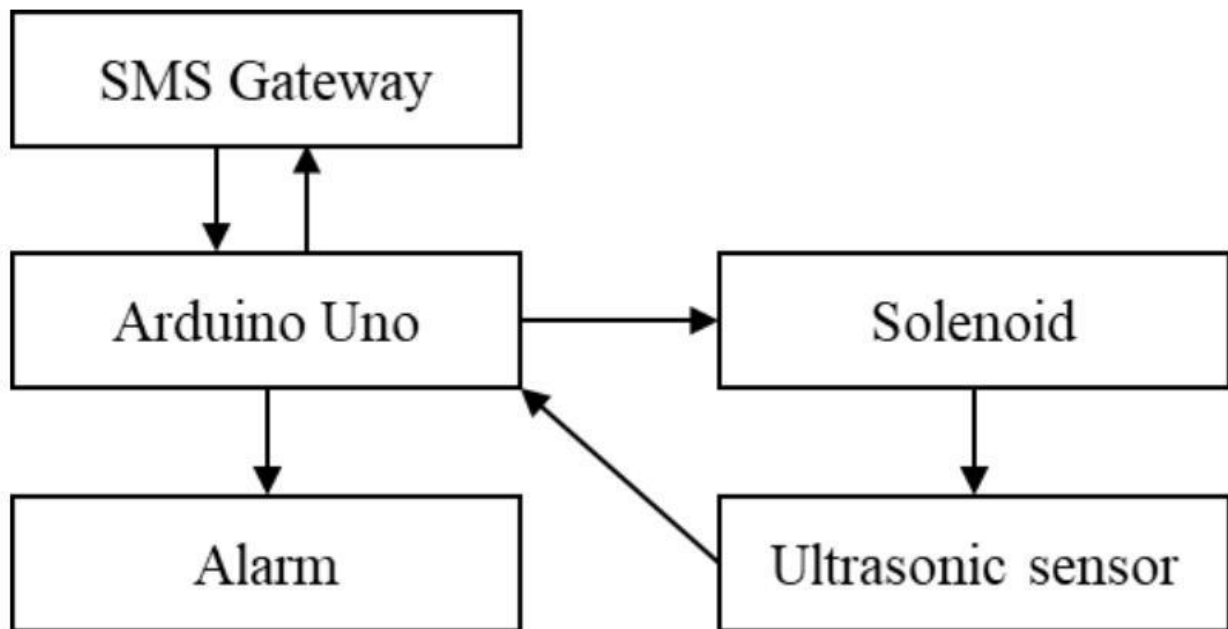 SMS Gateway
Arduino Uno
Solenoid
Alarm
Ultrasonic sensor